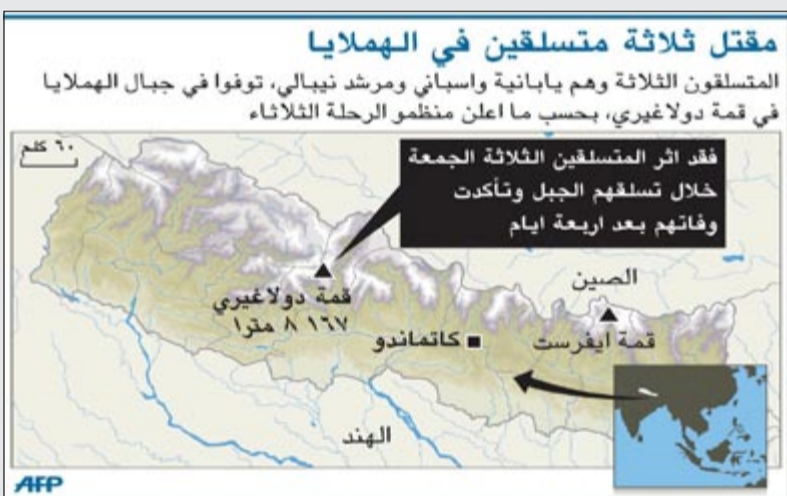 مقتل ثلاثة متسلقين في الهملايا
المتسلقون الثلاثة وهم يابانية واسباني ومرشد نيبالي، توفوا في جبال الهملايا
في قمة دولاغيري، بحسب ما اعلن منظمو الرحلة الثلاثاء
٦٠ كلم
فقد اثر المتسلقين الثلاثة الجمعة
خلال تسلقهم الجبل وتأكدت
وفاتهم بعد اربعة ايام
الصين
قمة دولاغيري
٨ ١٦٧ مترا
قمة ايفرست
كاتماندو
الهند
AFP